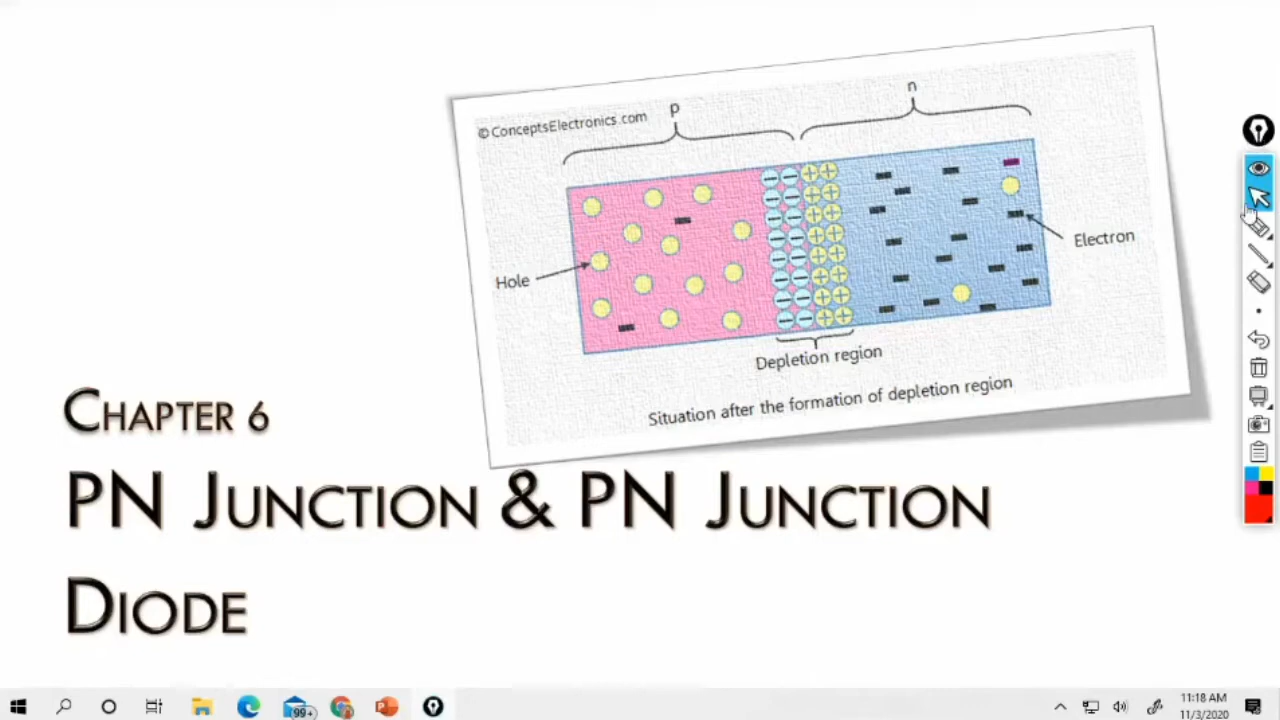 © ConceptsElectronics.com
p
n
Hole
Electron
Depletion region
Situation after the formation of depletion region
CHAPTER 6
PN JUNCTION & PN JUNCTION
DIODE
99+
11:18 AM
11/3/2020